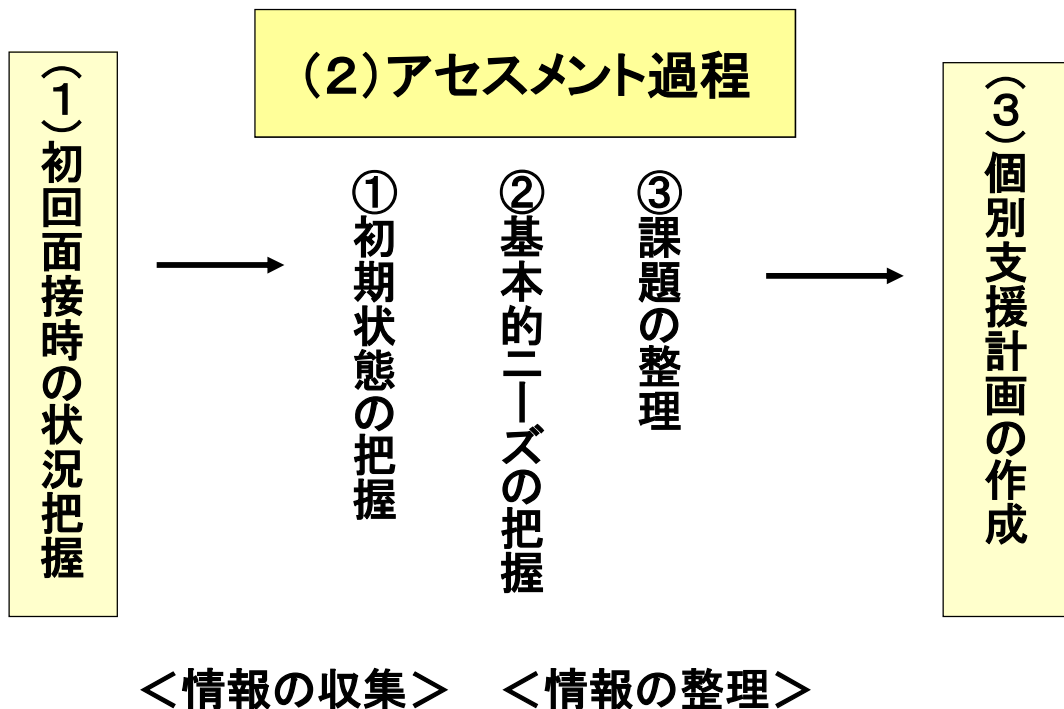 (1)初回面接時の状況把握
(2)アセスメント過程
①初期状態の把握
②基本的ニーズの把握
③課題の整理
(3)個別支援計画の作成
<情報の収集>
<情報の整理>